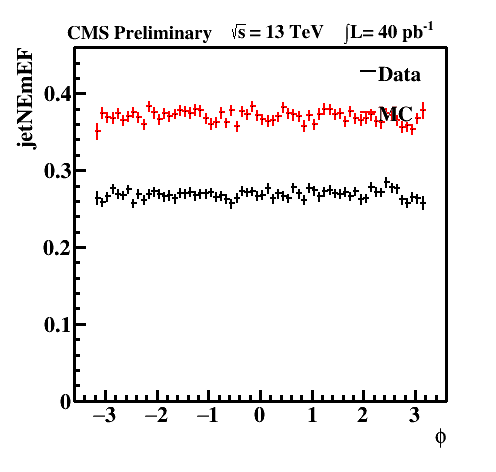 CMS Preliminary √s = 13 TeV ∫L= 40 pb⁻¹
jetNEmEF
Data
MC
0.4
0.3
0.2
0.1
0
−3 −2 −1 0 1 2 3
ϕ